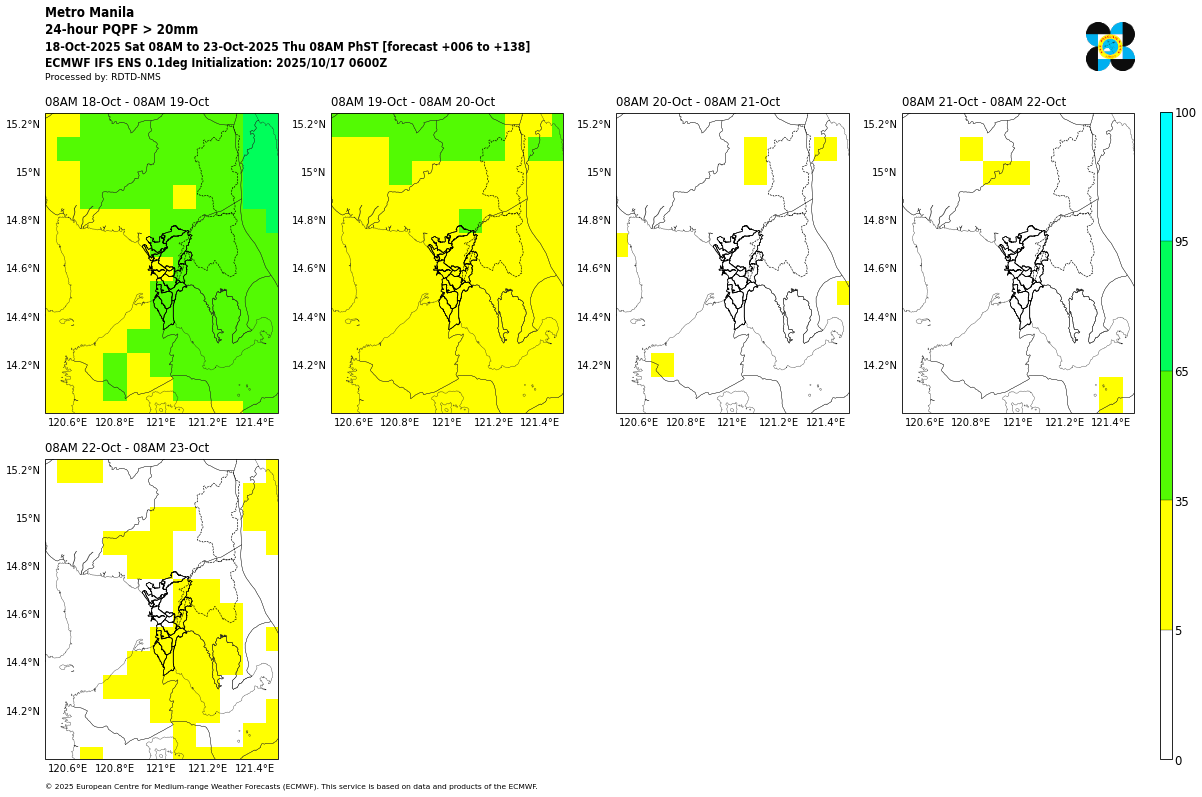 Metro Manila
24-hour PQPF > 20mm
18-Oct-2025 Sat 08AM to 23-Oct-2025 Thu 08AM PhST [forecast +006 to +138]
ECMWF IFS ENS 0.1deg Initialization: 2025/10/17 0600Z
Processed by: RDTD-NMS
08AM 18-Oct - 08AM 19-Oct
15.2°N
15°N
14.8°N
14.6°N
14.4°N
14.2°N
120.6°E 120.8°E 121°E 121.2°E 121.4°E
08AM 19-Oct - 08AM 20-Oct
15.2°N
15°N
14.8°N
14.6°N
14.4°N
14.2°N
120.6°E 120.8°E 121°E 121.2°E 121.4°E
08AM 20-Oct - 08AM 21-Oct
15.2°N
15°N
14.8°N
14.6°N
14.4°N
14.2°N
120.6°E 120.8°E 121°E 121.2°E 121.4°E
08AM 21-Oct - 08AM 22-Oct
15.2°N
15°N
14.8°N
14.6°N
14.4°N
14.2°N
120.6°E 120.8°E 121°E 121.2°E 121.4°E
100
95
65
35
5
0
08AM 22-Oct - 08AM 23-Oct
15.2°N
15°N
14.8°N
14.6°N
14.4°N
14.2°N
120.6°E 120.8°E 121°E 121.2°E 121.4°E
© 2025 European Centre for Medium-range Weather Forecasts (ECMWF). This service is based on data and products of the ECMWF.